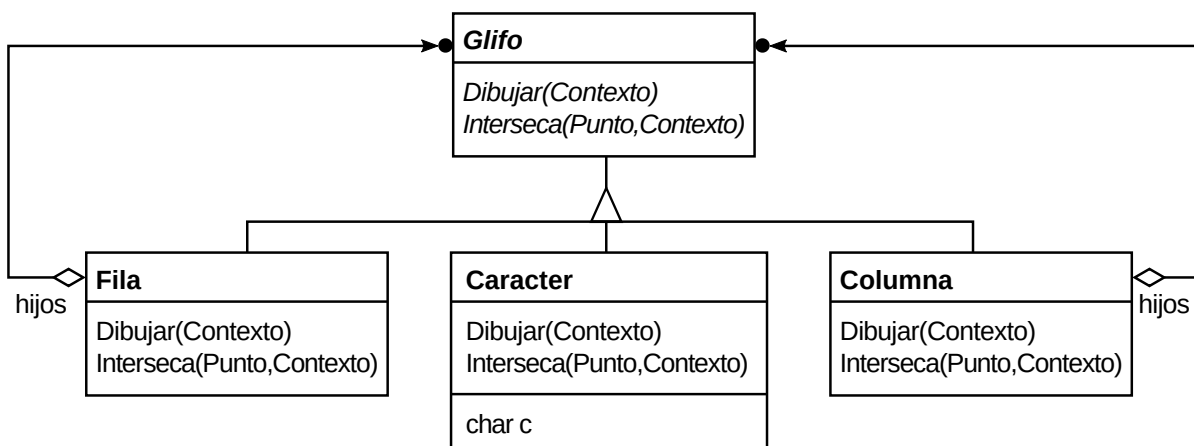 Glifo
Dibujar(Contexto)
Interseca(Punto,Contexto)
hijos
Fila
Dibujar(Contexto)
Interseca(Punto,Contexto)
Caracter
Dibujar(Contexto)
Interseca(Punto,Contexto)
char c
Columna
Dibujar(Contexto)
Interseca(Punto,Contexto)
hijos